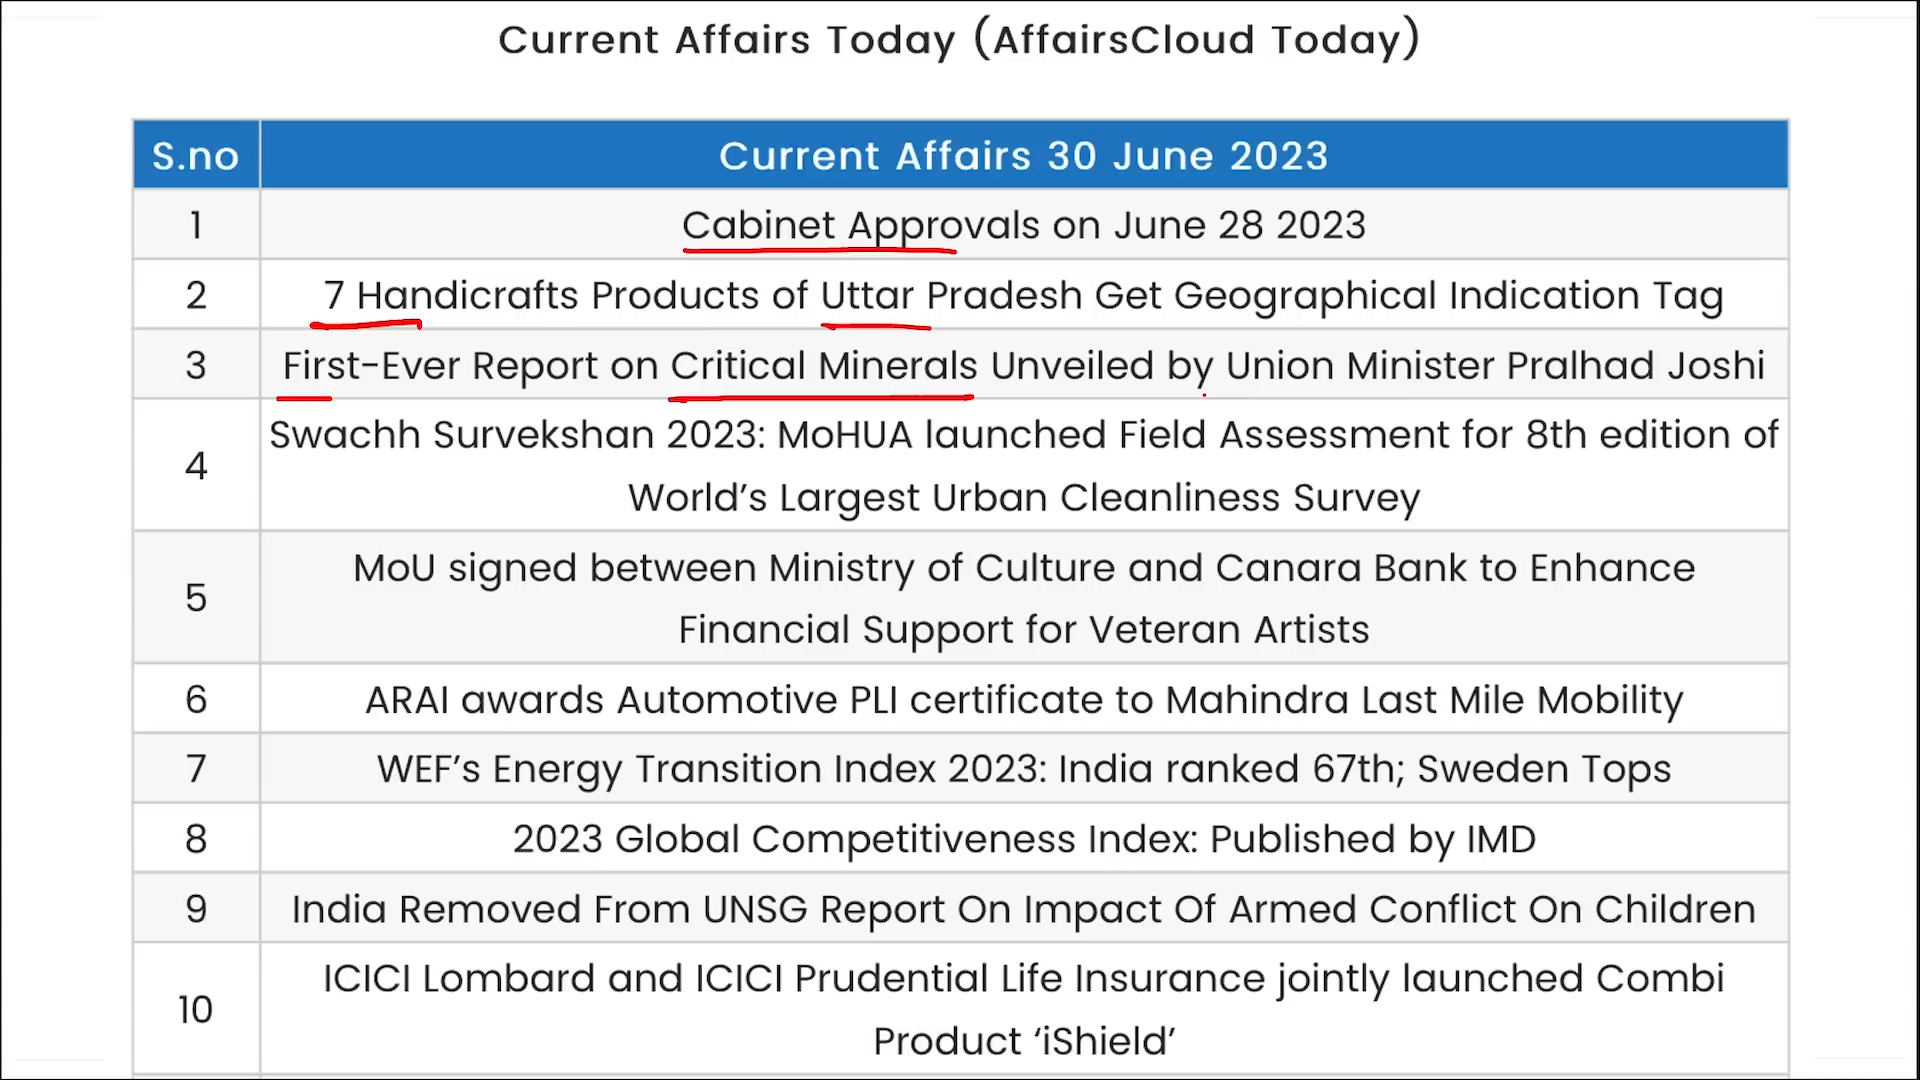 Current Affairs Today (AffairsCloud Today)
S.no Current Affairs 30 June 2023
1 Cabinet Approvals on June 28 2023
2 7 Handicrafts Products of Uttar Pradesh Get Geographical Indication Tag
3 First-Ever Report on Critical Minerals Unveiled by Union Minister Pralhad Joshi
4 Swachh Survekshan 2023: MoHUA launched Field Assessment for 8th edition of
World’s Largest Urban Cleanliness Survey
5 MoU signed between Ministry of Culture and Canara Bank to Enhance
Financial Support for Veteran Artists
6 ARAI awards Automotive PLI certificate to Mahindra Last Mile Mobility
7 WEF’s Energy Transition Index 2023: India ranked 67th; Sweden Tops
8 2023 Global Competitiveness Index: Published by IMD
9 India Removed From UNSG Report On Impact Of Armed Conflict On Children
10 ICICI Lombard and ICICI Prudential Life Insurance jointly launched Combi
Product ‘iShield’